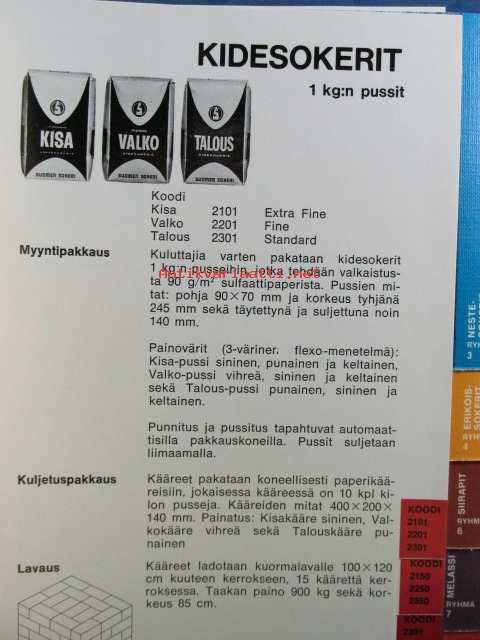 KIDESOKERIT
1 kg:n pussit
KISA
VALKO
TALOUS
SUOMEN SOKERI
SUOMEN SOKERI
SUOMEN SOKERI
Koodi
Kisa 2101 Extra Fine
Valko 2201 Fine
Talous 2301 Standard
Myyntipakkaus
Kuluttajia varten pakataan kidesokerit
1 kg:n pusseihin, jotka tehdään valkaistus-
ta 90 g/m² sulfaattipaperista. Pussien mi-
tat: pohja 90×70 mm ja korkeus tyhjänä
245 mm sekä täytettynä ja suljettuna noin
140 mm.
Antikvariaatti.net
Painovärit (3-väriner. flexo-menetelmä):
Kisa-pussi sininen, punainen ja keltainen,
Valko-pussi vihreä, sininen ja keltainen
sekä Talous-pussi punainen, sininen ja
keltainen.
Punnitus ja pussitus tapahtuvat automaat-
tisilla pakkauskoneilla. Pussit suljetaan
liimaamalla.
Kuljetuspakkaus
Kääreet pakataan koneellisesti paperikää-
reisiin, jokaisessa kääreessä on 10 kpl ki-
lon pusseja. Kääreiden mitat 400×200×
140 mm. Painatus: Kisakääre sininen, Val-
kokääre vihreä sekä Talouskääre pu-
nainen
Lavaus
Kääreet ladotaan kuormalavalle 100×120
cm kuuteen kerrokseen, 15 käärettä ker-
roksessa. Taakan paino 900 kg sekä kor-
keus 85 cm.
NESTE-
RYHMÄ
3
ERIKOIS-
SOKERIT
RYHMÄ
4
SIIRAPIT
RYHMÄ
6
MELASSI
RYHMÄ
7
KOODI
2101
2201
2301
KOODI
2150
2250
2350
KOODI